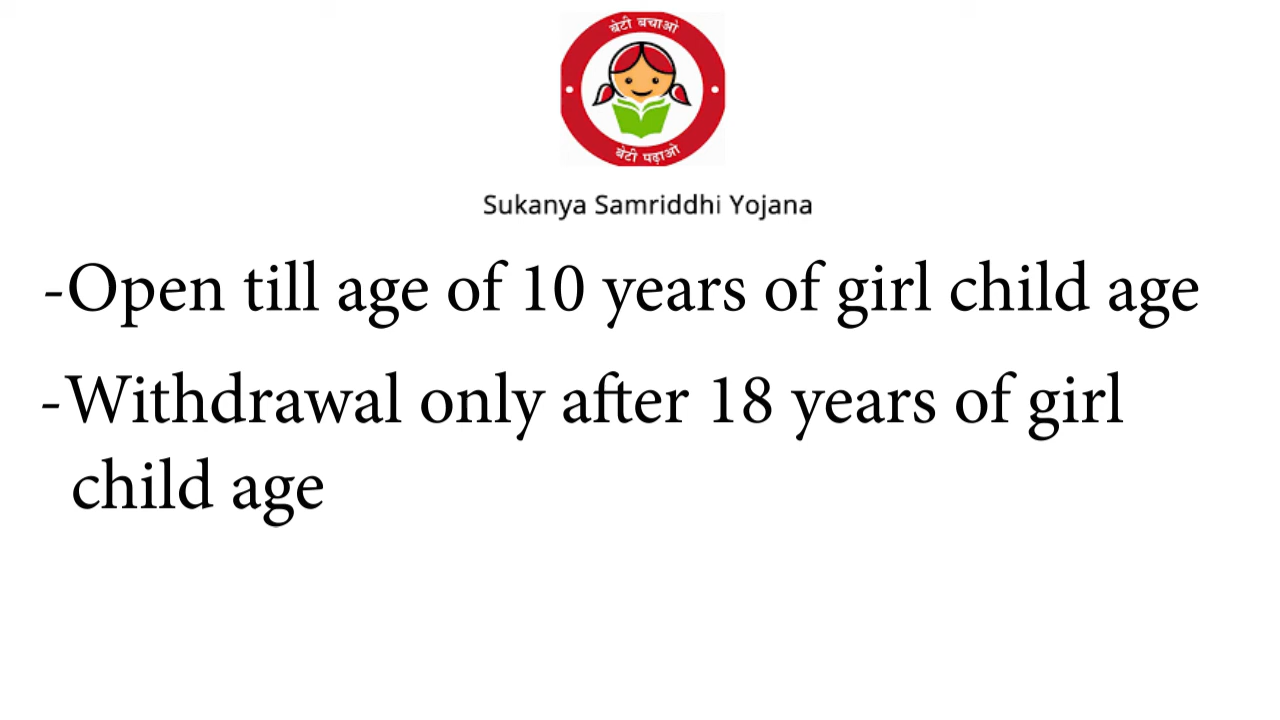 बेटी बचाओ
बेटी पढ़ाओ
Sukanya Samriddhi Yojana
-Open till age of 10 years of girl child age
-Withdrawal only after 18 years of girl
child age